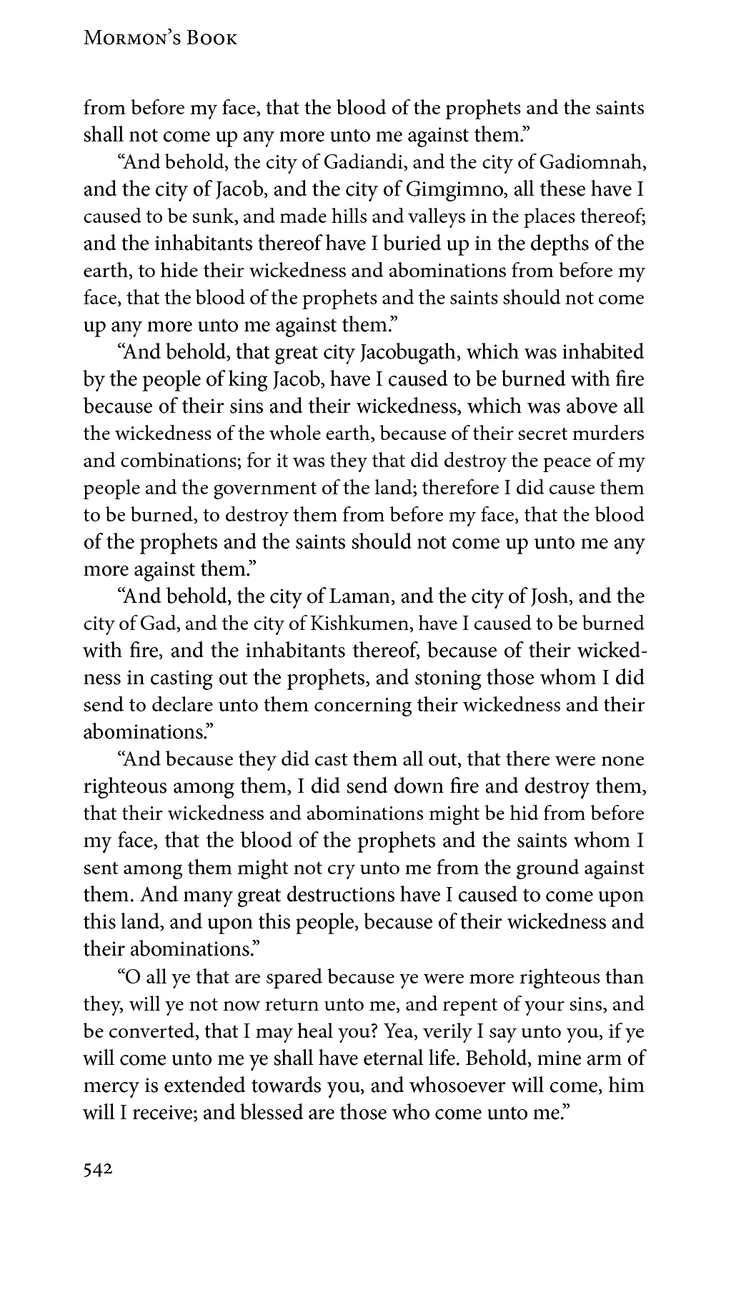 Mormon’s Book
from before my face, that the blood of the prophets and the saints
shall not come up any more unto me against them.”
“And behold, the city of Gadiandi, and the city of Gadiomnah,
and the city of Jacob, and the city of Gimgimno, all these have I
caused to be sunk, and made hills and valleys in the places thereof;
and the inhabitants thereof have I buried up in the depths of the
earth, to hide their wickedness and abominations from before my
face, that the blood of the prophets and the saints should not come
up any more unto me against them.”
“And behold, that great city Jacobugath, which was inhabited
by the people of king Jacob, have I caused to be burned with fire
because of their sins and their wickedness, which was above all
the wickedness of the whole earth, because of their secret murders
and combinations; for it was they that did destroy the peace of my
people and the government of the land; therefore I did cause them
to be burned, to destroy them from before my face, that the blood
of the prophets and the saints should not come up unto me any
more against them.”
“And behold, the city of Laman, and the city of Josh, and the
city of Gad, and the city of Kishkumen, have I caused to be burned
with fire, and the inhabitants thereof, because of their wicked-
ness in casting out the prophets, and stoning those whom I did
send to declare unto them concerning their wickedness and their
abominations.”
“And because they did cast them all out, that there were none
righteous among them, I did send down fire and destroy them,
that their wickedness and abominations might be hid from before
my face, that the blood of the prophets and the saints whom I
sent among them might not cry unto me from the ground against
them. And many great destructions have I caused to come upon
this land, and upon this people, because of their wickedness and
their abominations.”
“O all ye that are spared because ye were more righteous than
they, will ye not now return unto me, and repent of your sins, and
be converted, that I may heal you? Yea, verily I say unto you, if ye
will come unto me ye shall have eternal life. Behold, mine arm of
mercy is extended towards you, and whosoever will come, him
will I receive; and blessed are those who come unto me.”
542